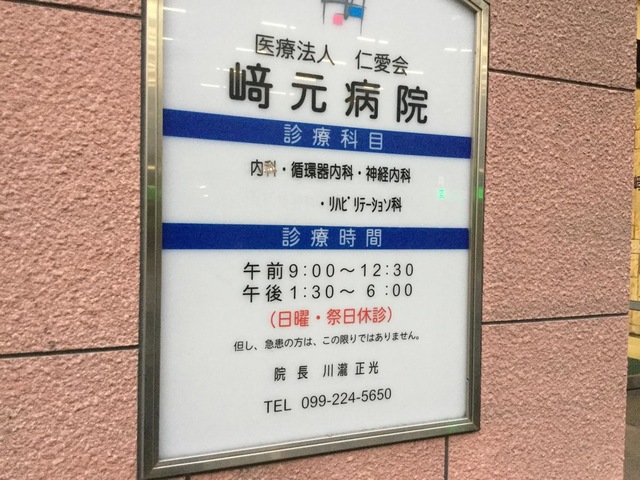 医療法人 仁愛会
﨑元病院
診療科目
内科・循環器内科・神経内科
・リハビリテーション科
診療時間
午前9:00～12:30
午後1:30～ 6:00
（日曜・祭日休診）
但し、急患の方は、この限りではありません。
院長 川瀧 正光
TEL 099-224-5650